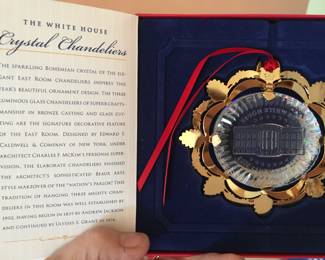 THE WHITE HOUSE
Crystal Chandeliers
THE SPARKLING BOHEMIAN CRYSTAL OF THE ELE-
GANT EAST ROOM CHANDELIERS INSPIRES THIS
YEAR'S BEAUTIFUL ORNAMENT DESIGN. THE THREE
LUMINOUS GLASS CHANDELIERS OF SUPERB CRAFTS-
MANSHIP IN BRONZE CASTING AND GLASS CUT-
TING ARE THE SIGNATURE DECORATIVE FEATURE
OF THE EAST ROOM. DESIGNED BY EDWARD F.
CALDWELL & COMPANY OF NEW YORK, UNDER
ARCHITECT CHARLES F. MCKIM'S PERSONAL SUPER-
VISION, THE ELABORATE CHANDELIERS FINISHED
THE ARCHITECT'S SOPHISTICATED BEAUX ARTS
STYLE MAKEOVER OF THE "NATION'S PARLOR." THIS
TRADITION OF HANGING THREE MIGHTY CHAN-
DELIERS IN THIS ROOM WAS WELL ESTABLISHED BY
1902, HAVING BEGUN IN 1829 BY ANDREW JACKSON
AND CONTINUED BY ULYSSES S. GRANT IN 1874.